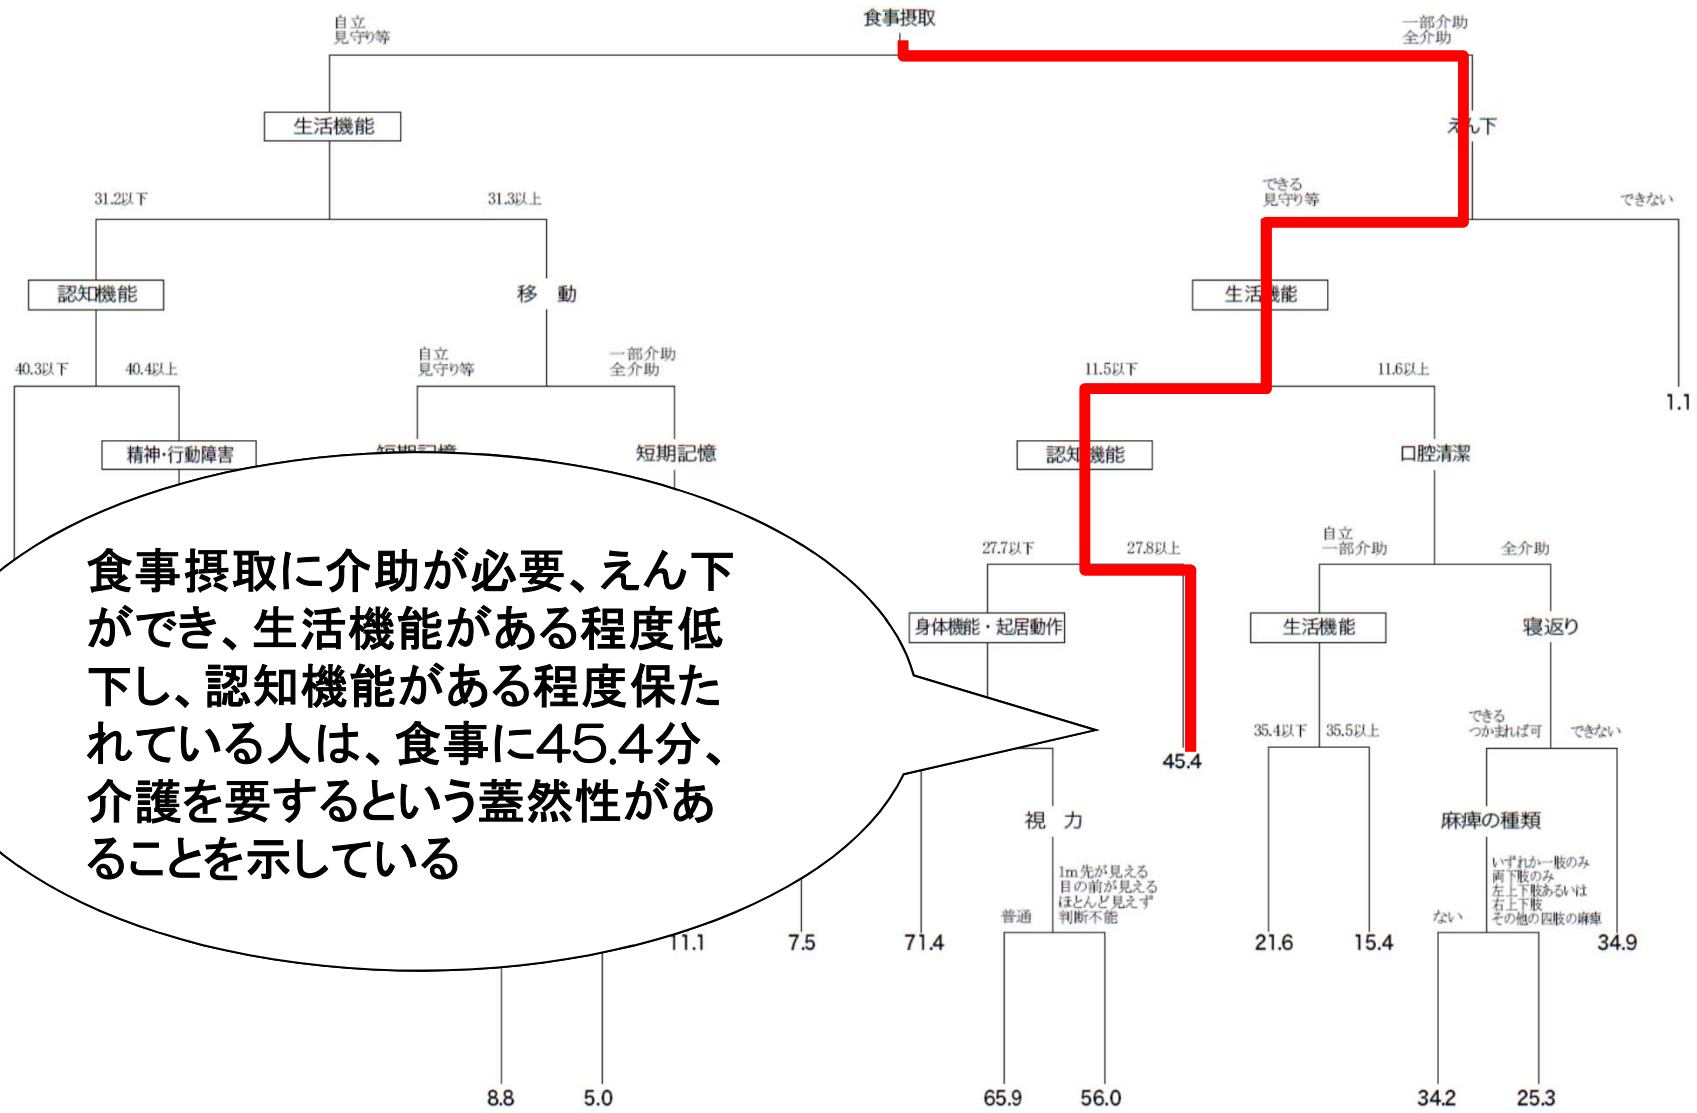 食事摂取
自立
見守り等
一部介助
全介助
生活機能
えん下
31.2以下
31.3以上
できる
見守り等
できない
認知機能
移 動
生活機能
40.3以下
40.4以上
自立
見守り等
一部介助
全介助
11.5以下
11.6以上
1.1
精神・行動障害
短期記憶
短期記憶
認知機能
口腔清潔
27.7以下
27.8以上
自立
一部介助
全介助
食事摂取に介助が必要、えん下
ができ、生活機能がある程度低
下し、認知機能がある程度保た
れている人は、食事に45.4分、
介護を要するという蓋然性があ
ることを示している
身体機能・起居動作
生活機能
寝返り
35.4以下
35.5以上
できる
つかまれば可
できない
45.4
視 力
麻痺の種類
普通
1m先が見える
目の前が見える
ほとんど見えず
判断不能
ない
いずれか一肢のみ
両下肢のみ
左上下肢あるいは
右上下肢
その他の四肢の麻痺
11.1
7.5
71.4
21.6
15.4
34.9
8.8
5.0
65.9
56.0
34.2
25.3